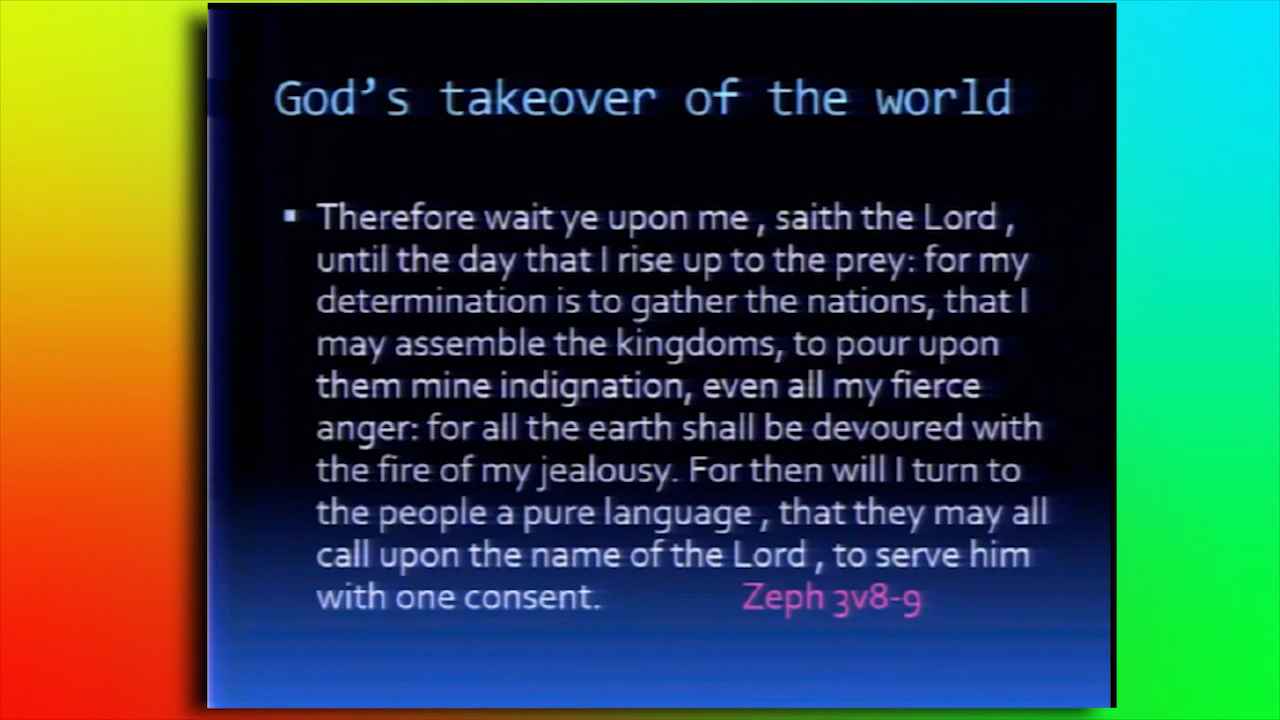 God's takeover of the world
▪ Therefore wait ye upon me , saith the Lord ,
until the day that I rise up to the prey: for my
determination is to gather the nations, that I
may assemble the kingdoms, to pour upon
them mine indignation, even all my fierce
anger: for all the earth shall be devoured with
the fire of my jealousy. For then will I turn to
the people a pure language , that they may all
call upon the name of the Lord , to serve him
with one consent. Zeph 3v8-9